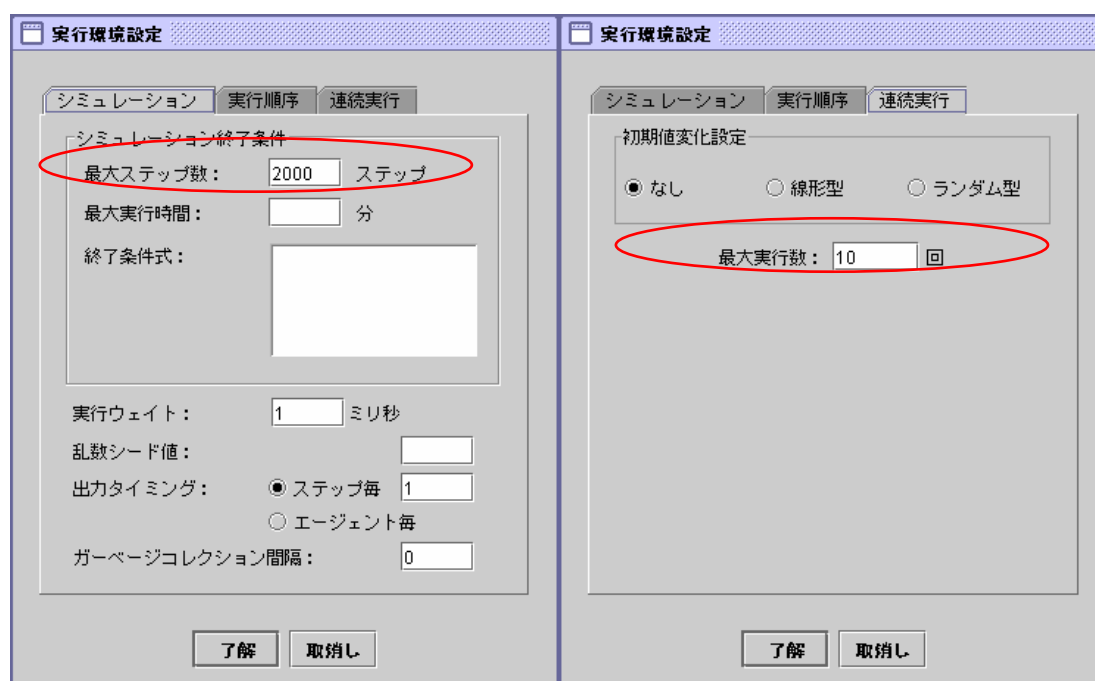 実行環境設定
シミュレーション 実行順序 連続実行
シミュレーション終了条件
最大ステップ数: 2000 ステップ
最大実行時間: 分
終了条件式:
実行ウェイト: 1 ミリ秒
乱数シード値:
出力タイミング: ステップ毎 1
エージェント毎
ガーベージコレクション間隔: 0
了解 取消し
実行環境設定
シミュレーション 実行順序 連続実行
初期値変化設定
なし 線形型 ランダム型
最大実行数: 10 回
了解 取消し